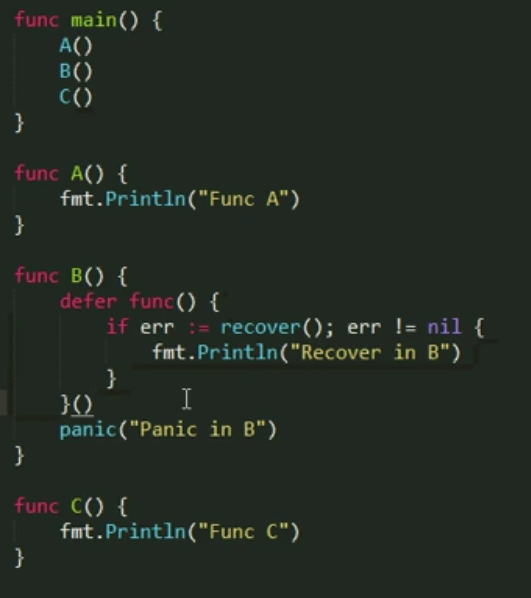 func main() {
    A()
    B()
    C()
}

func A() {
    fmt.Println("Func A")
}

func B() {
    defer func() {
        if err := recover(); err != nil {
            fmt.Println("Recover in B")
        }
    }()
    panic("Panic in B")
}

func C() {
    fmt.Println("Func C")
}